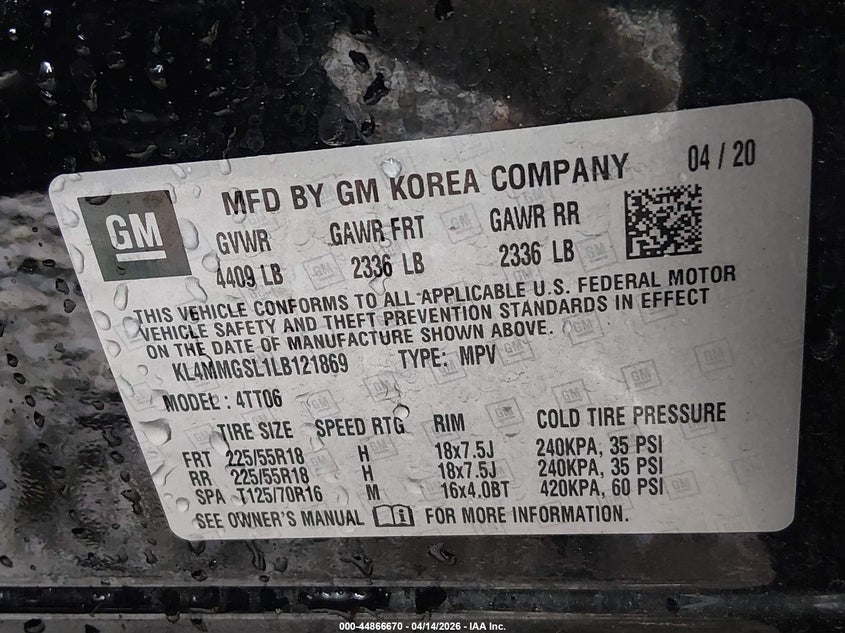 MFD BY GM KOREA COMPANY 04 / 20
GM
GVWR GAWR FRT GAWR RR
4409 LB 2336 LB 2336 LB
THIS VEHICLE CONFORMS TO ALL APPLICABLE U.S. FEDERAL MOTOR
VEHICLE SAFETY AND THEFT PREVENTION STANDARDS IN EFFECT
ON THE DATE OF MANUFACTURE SHOWN ABOVE.
KL4MMGSL1LB121869 TYPE: MPV
MODEL : 4TT06
TIRE SIZE SPEED RTG RIM COLD TIRE PRESSURE
FRT 225/55R18 H 18x7.5J 240KPA, 35 PSI
RR 225/55R18 H 18x7.5J 240KPA, 35 PSI
SPA T125/70R16 M 16x4.0BT 420KPA, 60 PSI
SEE OWNER'S MANUAL FOR MORE INFORMATION.
000-44866670 - 04/14/2026 - IAA Inc.